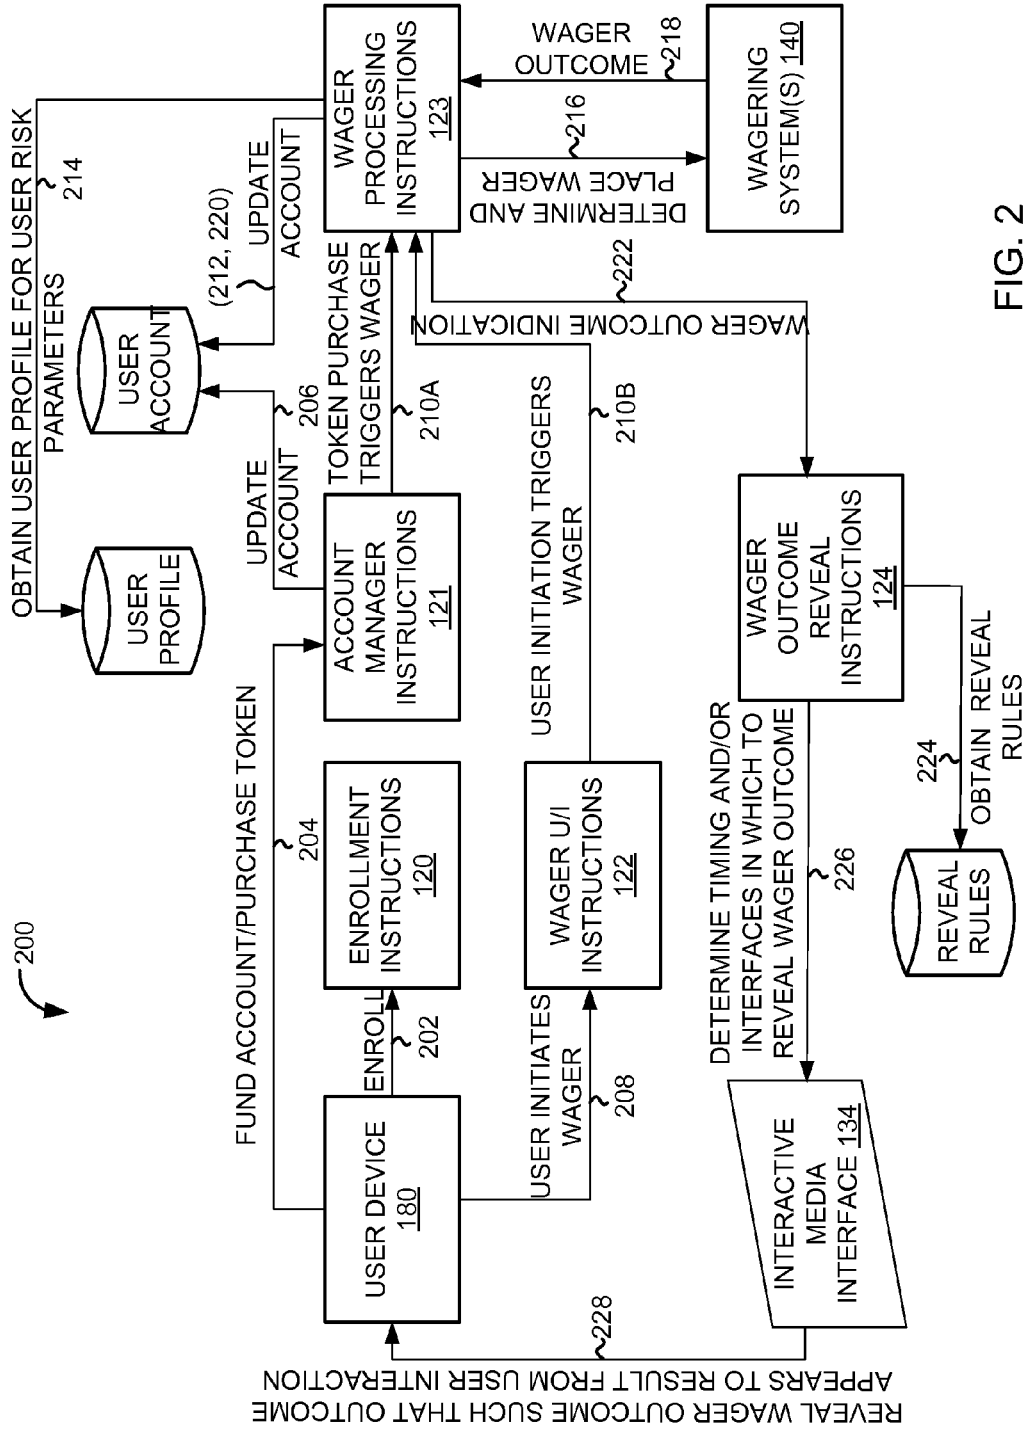 200
FUND ACCOUNT/PURCHASE TOKEN
204
OBTAIN USER PROFILE FOR USER RISK
PARAMETERS
214
USER
PROFILE
USER
ACCOUNT
UPDATE
ACCOUNT
206
(212, 220)
UPDATE
ACCOUNT
USER DEVICE
180
ENROLL
202
ENROLLMENT
INSTRUCTIONS
120
ACCOUNT
MANAGER
INSTRUCTIONS
121
TOKEN PURCHASE
TRIGGERS WAGER
210A
WAGER
PROCESSING
INSTRUCTIONS
123
USER INITIATES
WAGER
208
WAGER U/I
INSTRUCTIONS
122
USER INITIATION TRIGGERS
WAGER
210B
WAGER OUTCOME INDICATION
222
DETERMINE AND
PLACE WAGER
216
WAGER
OUTCOME
218
WAGERING
SYSTEM(S) 140
REVEAL WAGER OUTCOME SUCH THAT OUTCOME
APPEARS TO RESULT FROM USER INTERACTION
228
INTERACTIVE
MEDIA
INTERFACE 134
DETERMINE TIMING AND/OR
INTERFACES IN WHICH TO
REVEAL WAGER OUTCOME
226
WAGER
OUTCOME
REVEAL
INSTRUCTIONS
124
REVEAL
RULES
224
OBTAIN REVEAL
RULES
FIG. 2